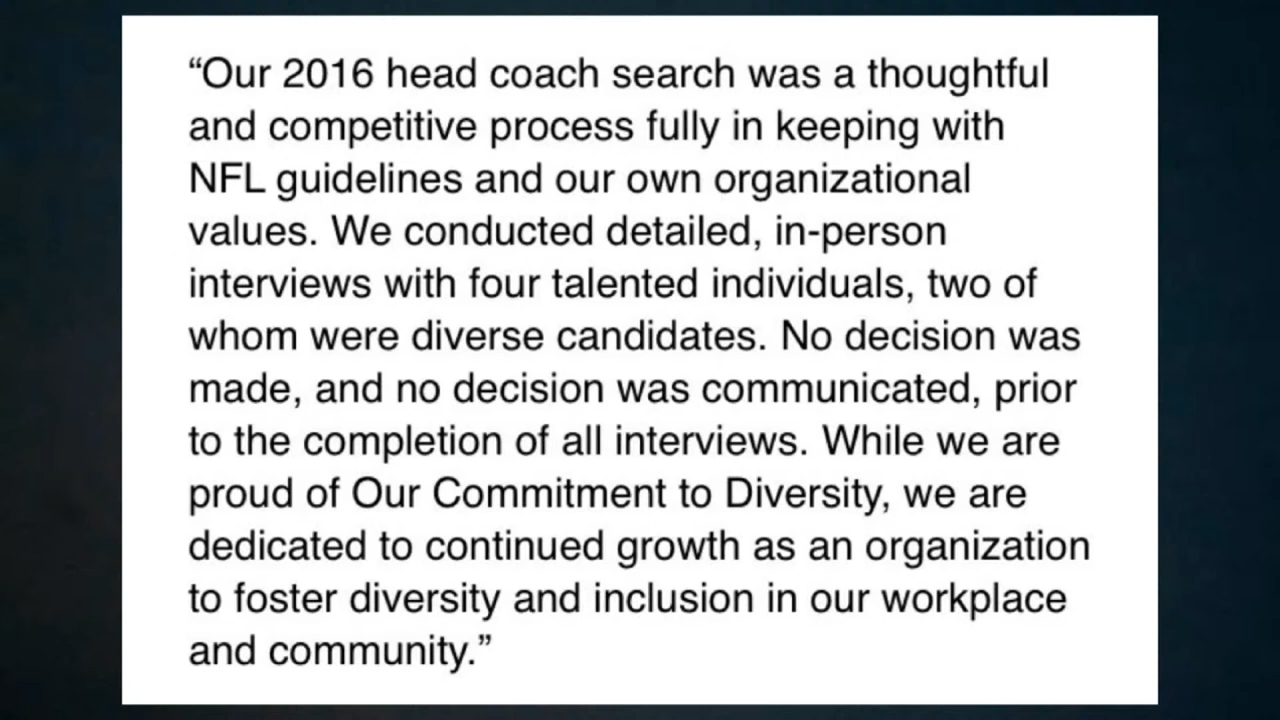 “Our 2016 head coach search was a thoughtful
and competitive process fully in keeping with
NFL guidelines and our own organizational
values. We conducted detailed, in-person
interviews with four talented individuals, two of
whom were diverse candidates. No decision was
made, and no decision was communicated, prior
to the completion of all interviews. While we are
proud of Our Commitment to Diversity, we are
dedicated to continued growth as an organization
to foster diversity and inclusion in our workplace
and community.”